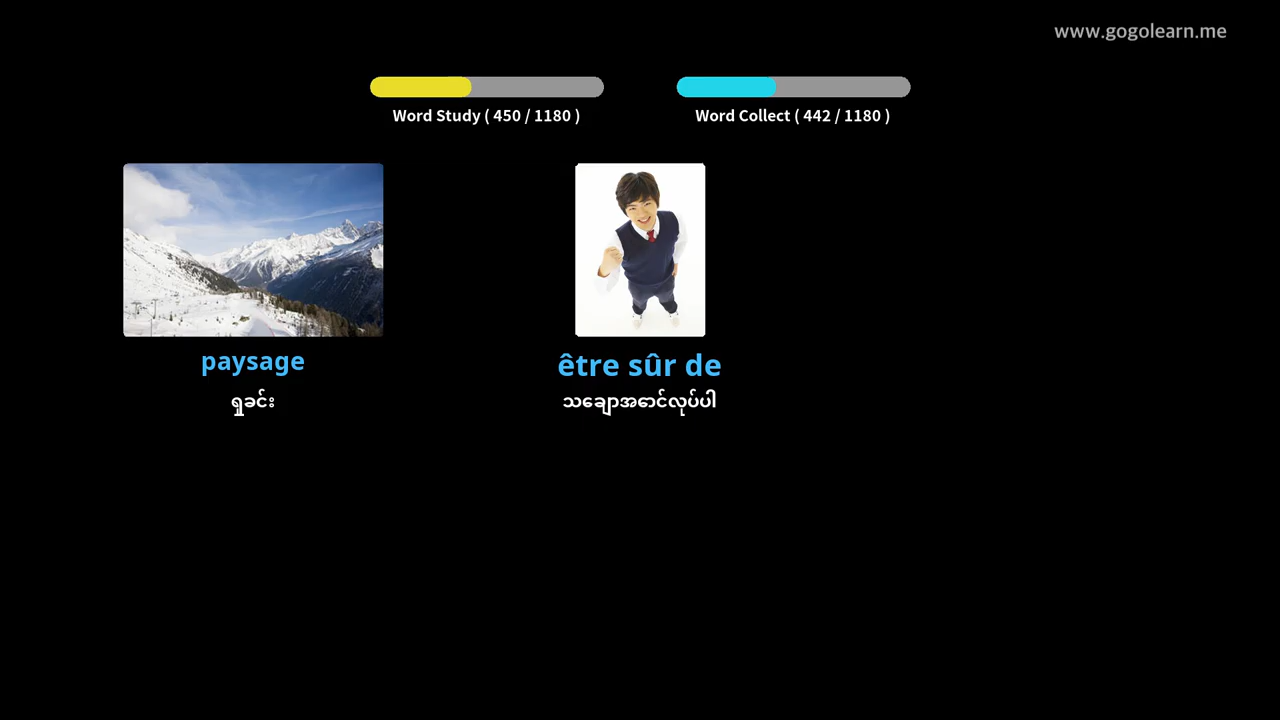 www.gogolearn.me
Word Study ( 450 / 1180 )
Word Collect ( 442 / 1180 )
paysage
ရှုခင်း
être sûr de
သချောအောင်လုပ်ပါ